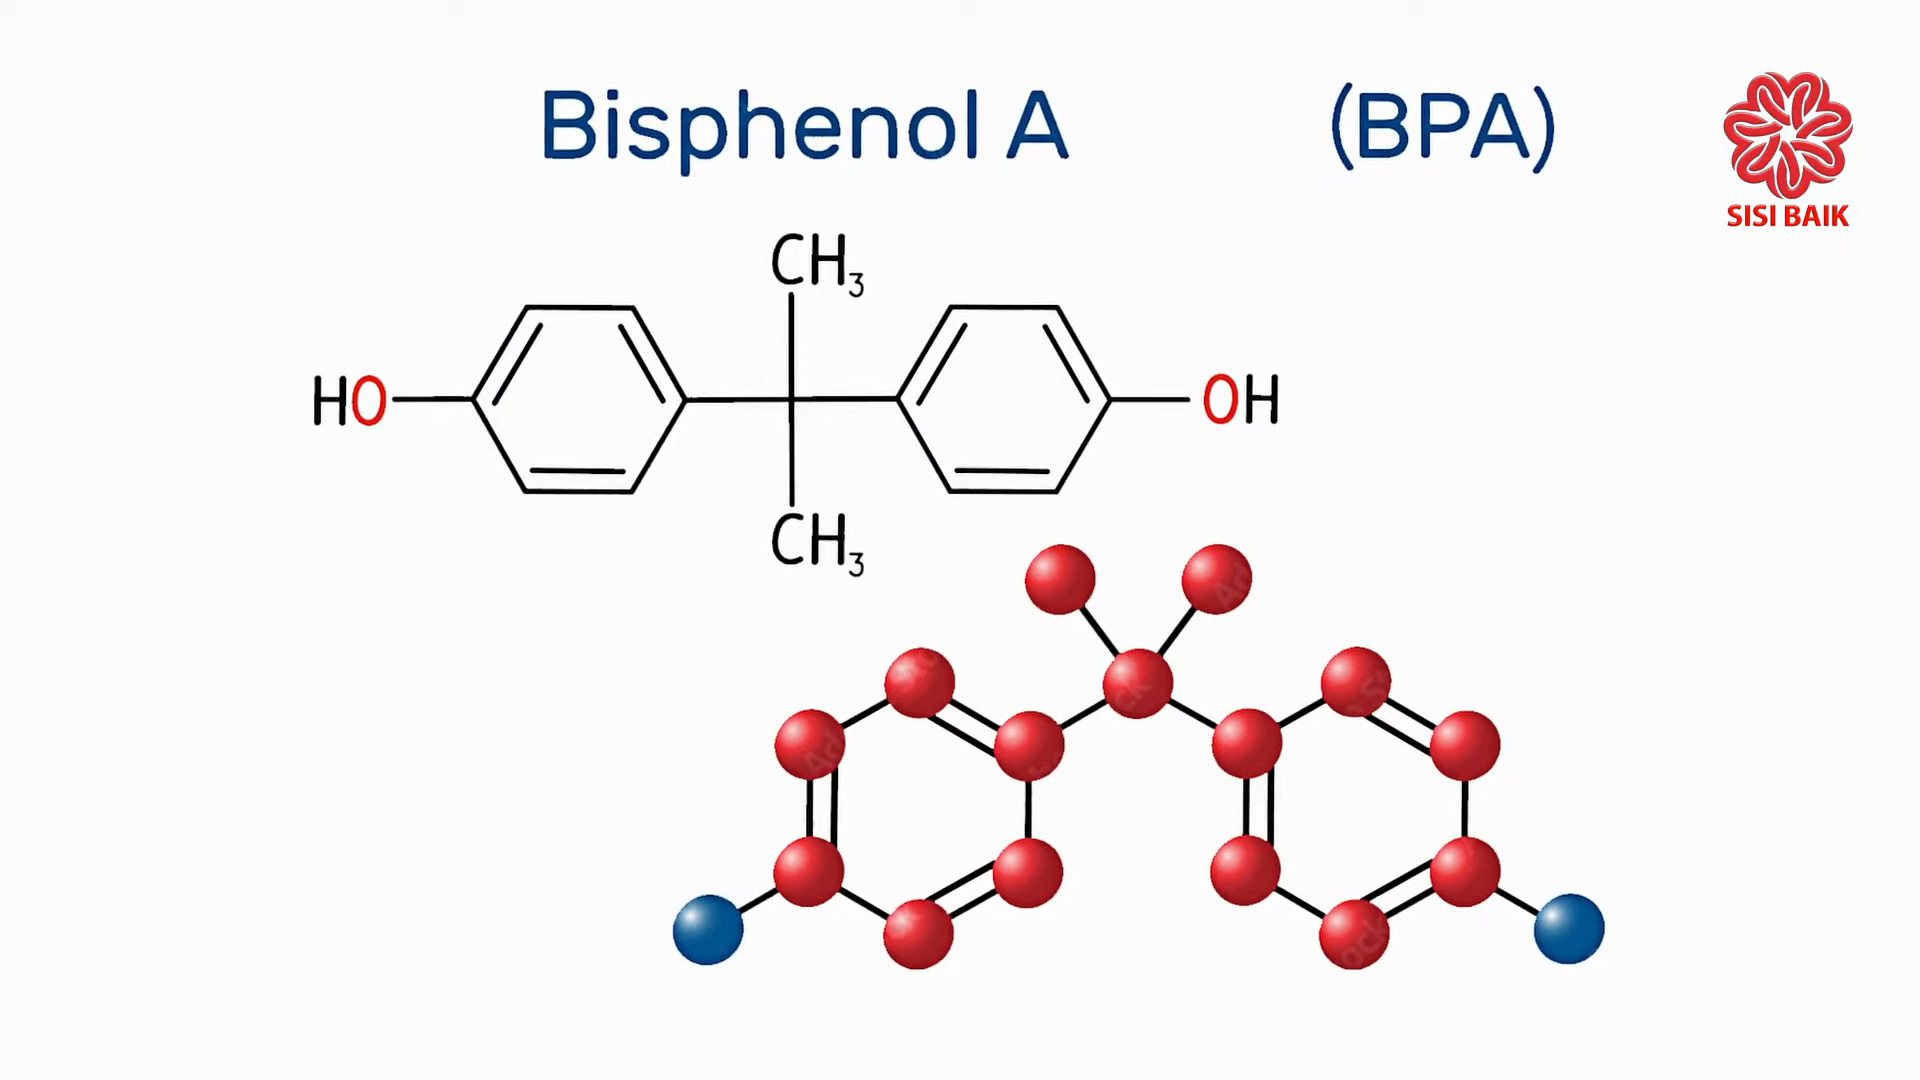 Bisphenol A (BPA)
SISI BAIK
CH₃
HO OH
CH₃